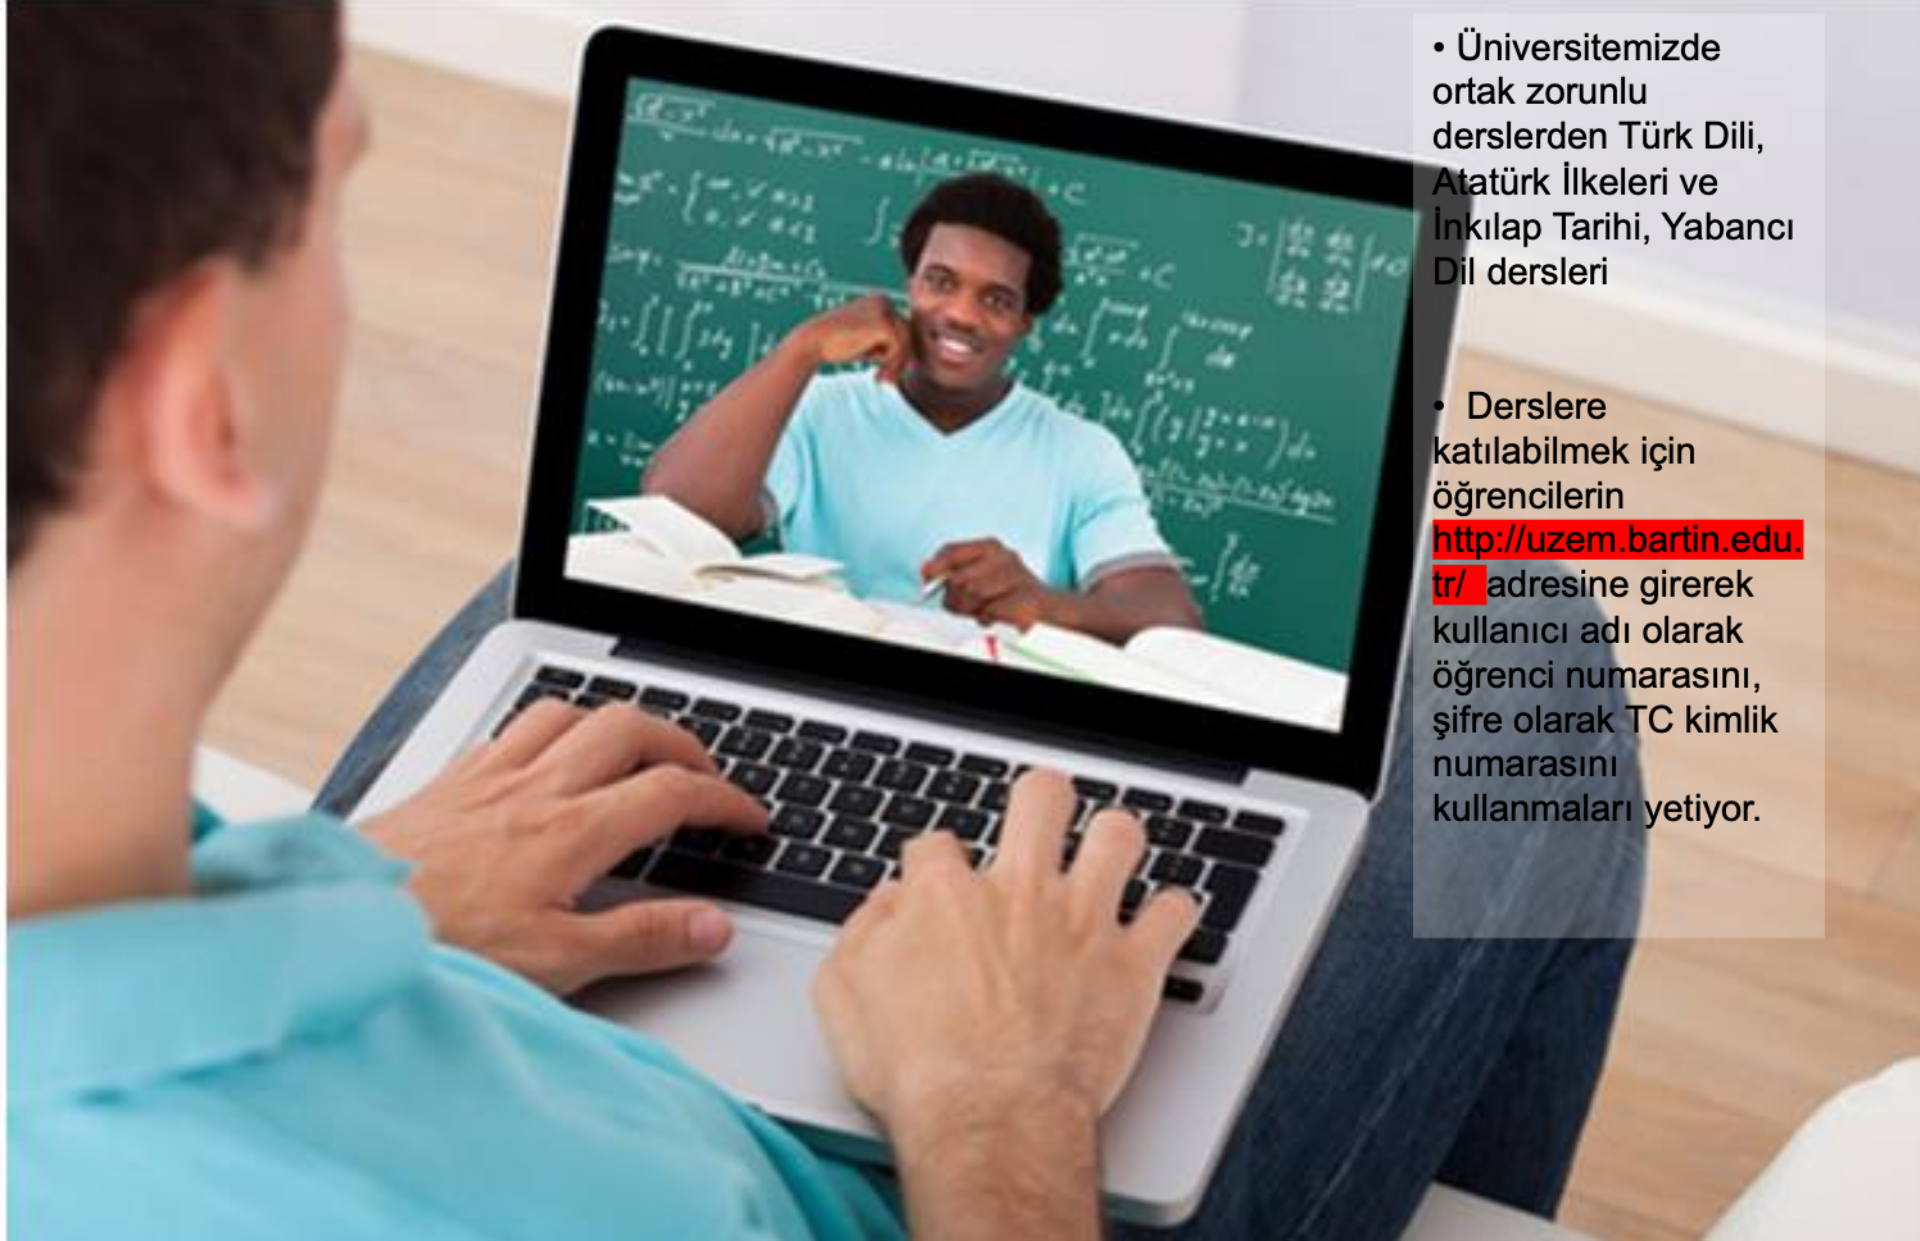 • Üniversitemizde
ortak zorunlu
derslerden Türk Dili,
Atatürk İlkeleri ve
İnkılap Tarihi, Yabancı
Dil dersleri
• Derslere
katılabilmek için
öğrencilerin
http://uzem.bartin.edu.
tr/ adresine girerek
kullanıcı adı olarak
öğrenci numarasını,
şifre olarak TC kimlik
numarasını
kullanmaları yetiyor.